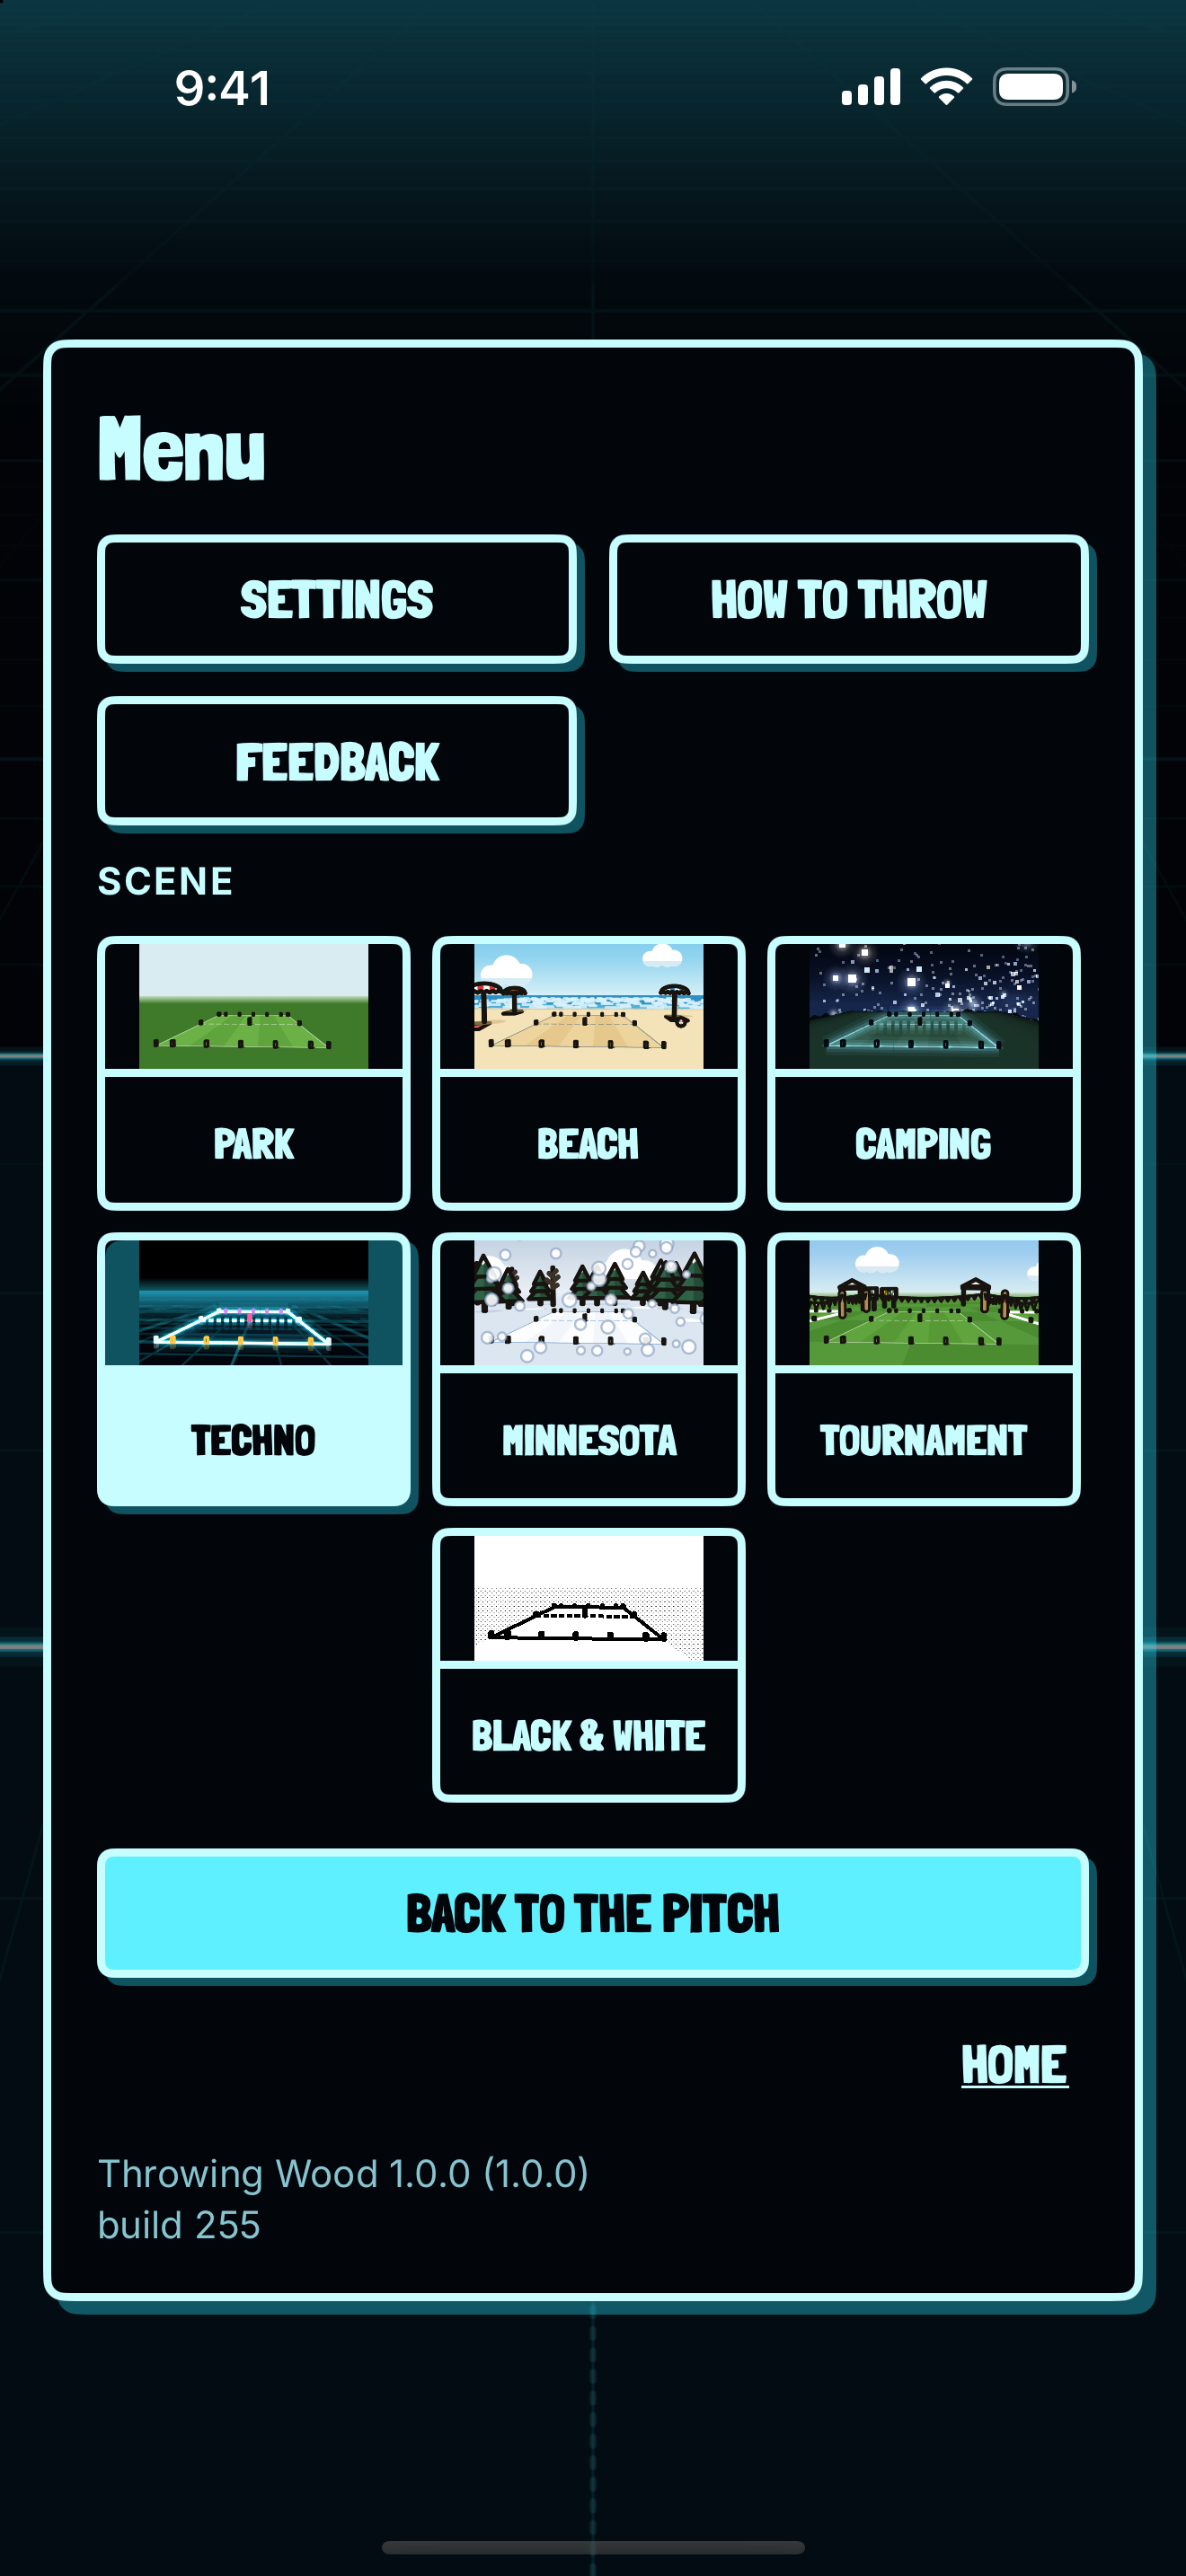 9:41
Menu
SETTINGS
HOW TO THROW
FEEDBACK
SCENE
PARK
BEACH
CAMPING
TECHNO
MINNESOTA
TOURNAMENT
BLACK & WHITE
BACK TO THE PITCH
HOME
Throwing Wood 1.0.0 (1.0.0)
build 255